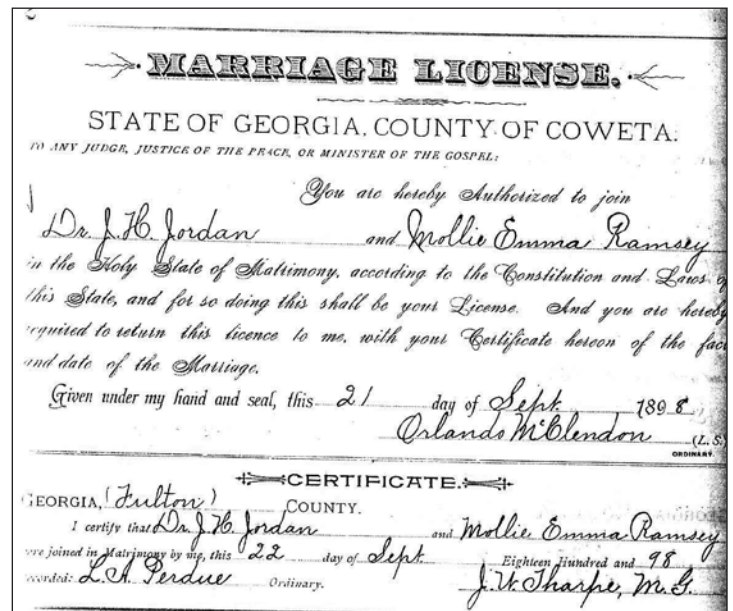 MARRIAGE LICENSE.
STATE OF GEORGIA, COUNTY OF COWETA.
TO ANY JUDGE, JUSTICE OF THE PEACE, OR MINISTER OF THE GOSPEL:
You are hereby Authorized to join
Dr. J. H. Jordan and Mollie Emma Ramsey
in the Holy State of Matrimony, according to the Constitution and Laws of
this State, and for so doing this shall be your License. And you are hereby
required to return this licence to me, with your Certificate hereon of the fact
and date of the Marriage.
Given under my hand and seal, this 21 day of Sept. 1898
Orlando McClendon (L. S.)
ORDINARY.
CERTIFICATE.
GEORGIA, (Fulton) COUNTY.
I certify that Dr. J. H. Jordan and Mollie Emma Ramsey
were joined in Matrimony by me, this 22 day of Sept Eighteen Hundred and 98
recorded: L. A. Perdue Ordinary. J. W. Tharpe, M. G.